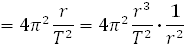 = 4π² r/T² = 4π² r³/T² · 1/r²